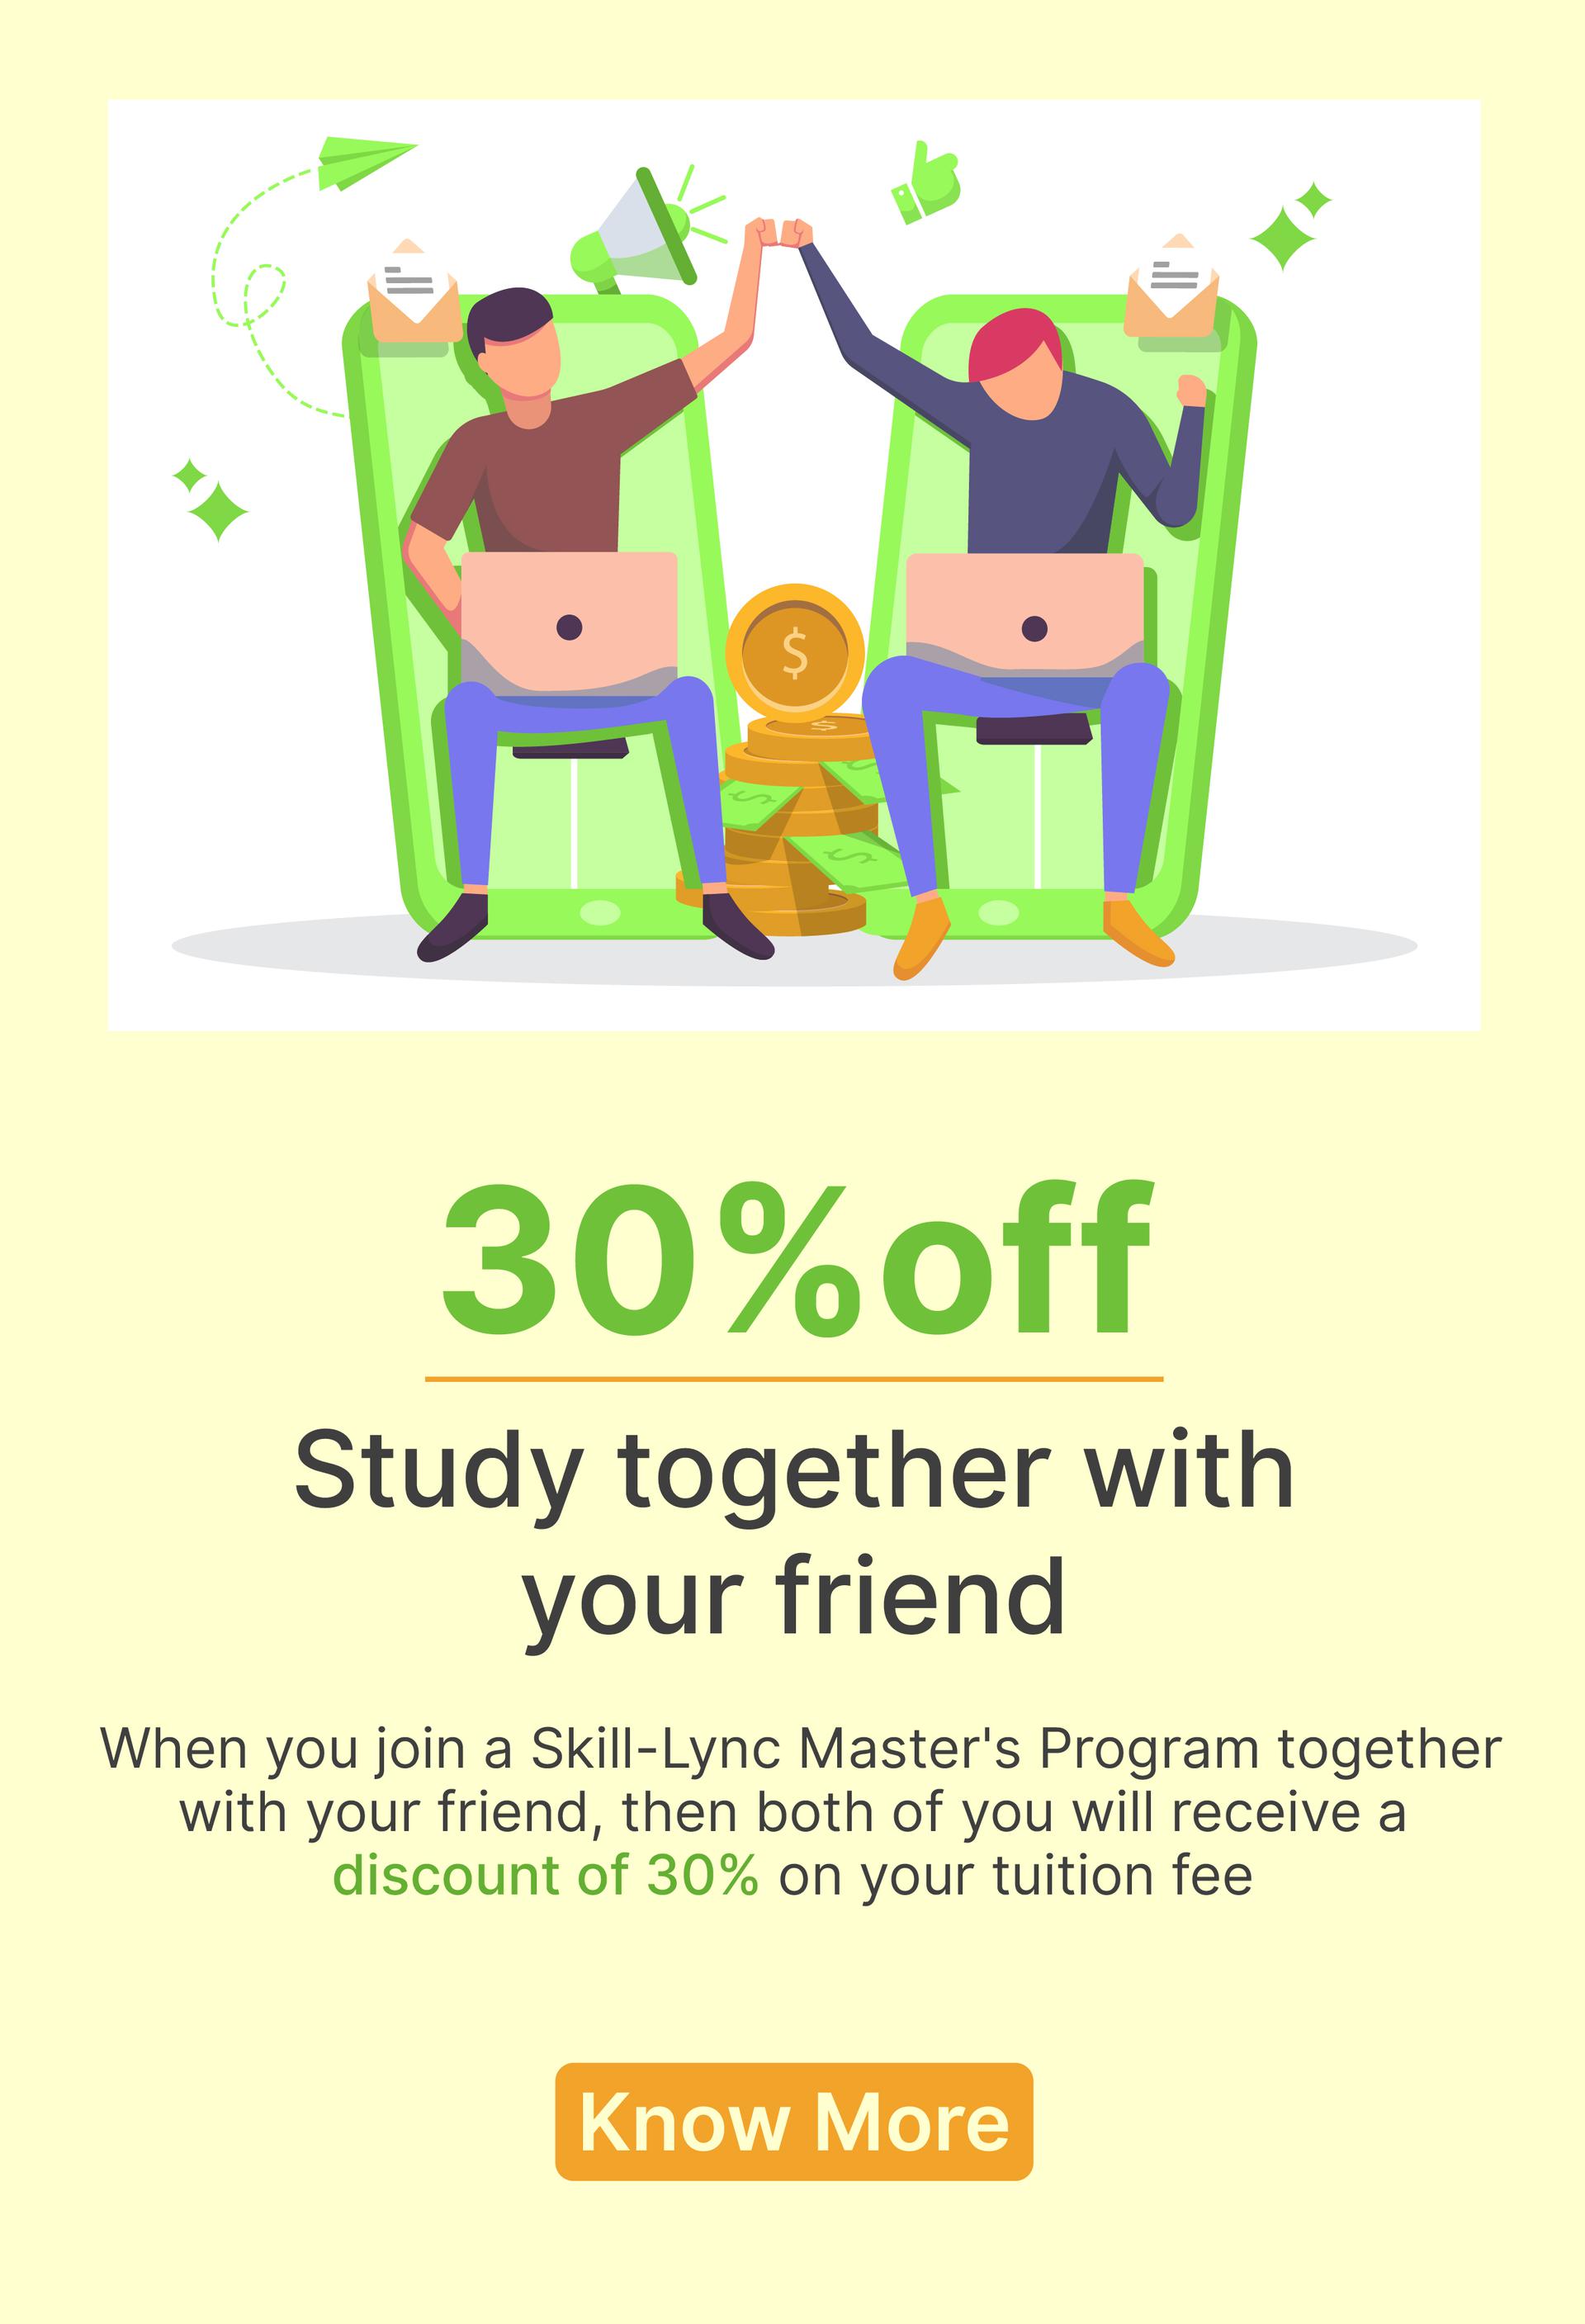 $
$
$
$
$
30%off
Study together with
your friend
When you join a Skill-Lync Master's Program together
with your friend, then both of you will receive a
discount of 30% on your tuition fee
Know More